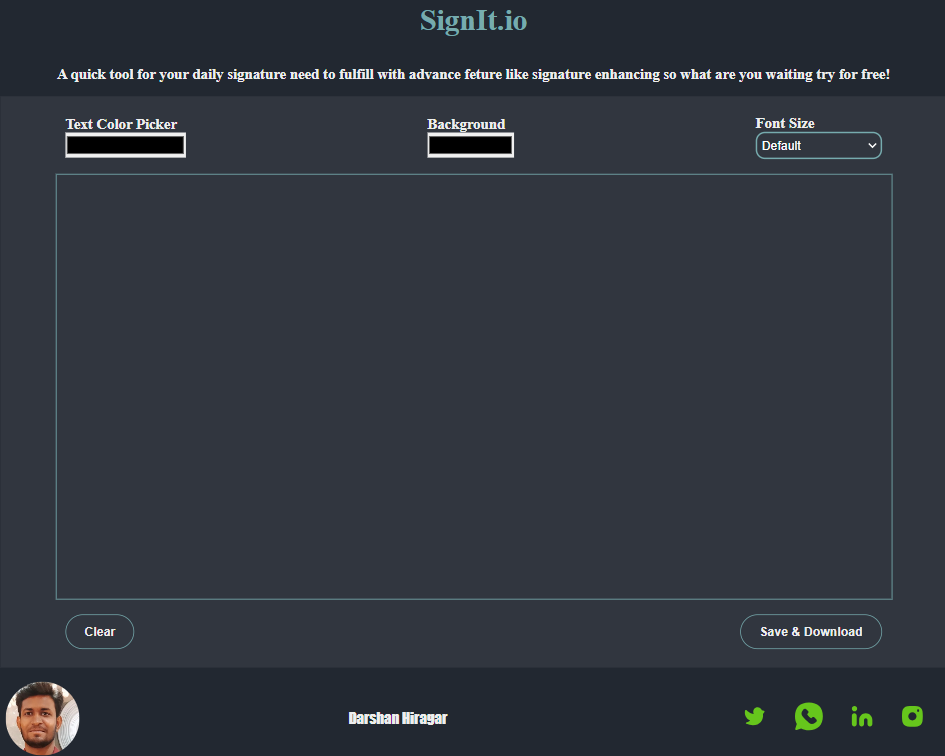 SignIt.io
A quick tool for your daily signature need to fulfill with advance feture like signature enhancing so what are you waiting try for free!
Text Color Picker
Background
Font Size
Default
Clear
Save & Download
Darshan Hiragar
in